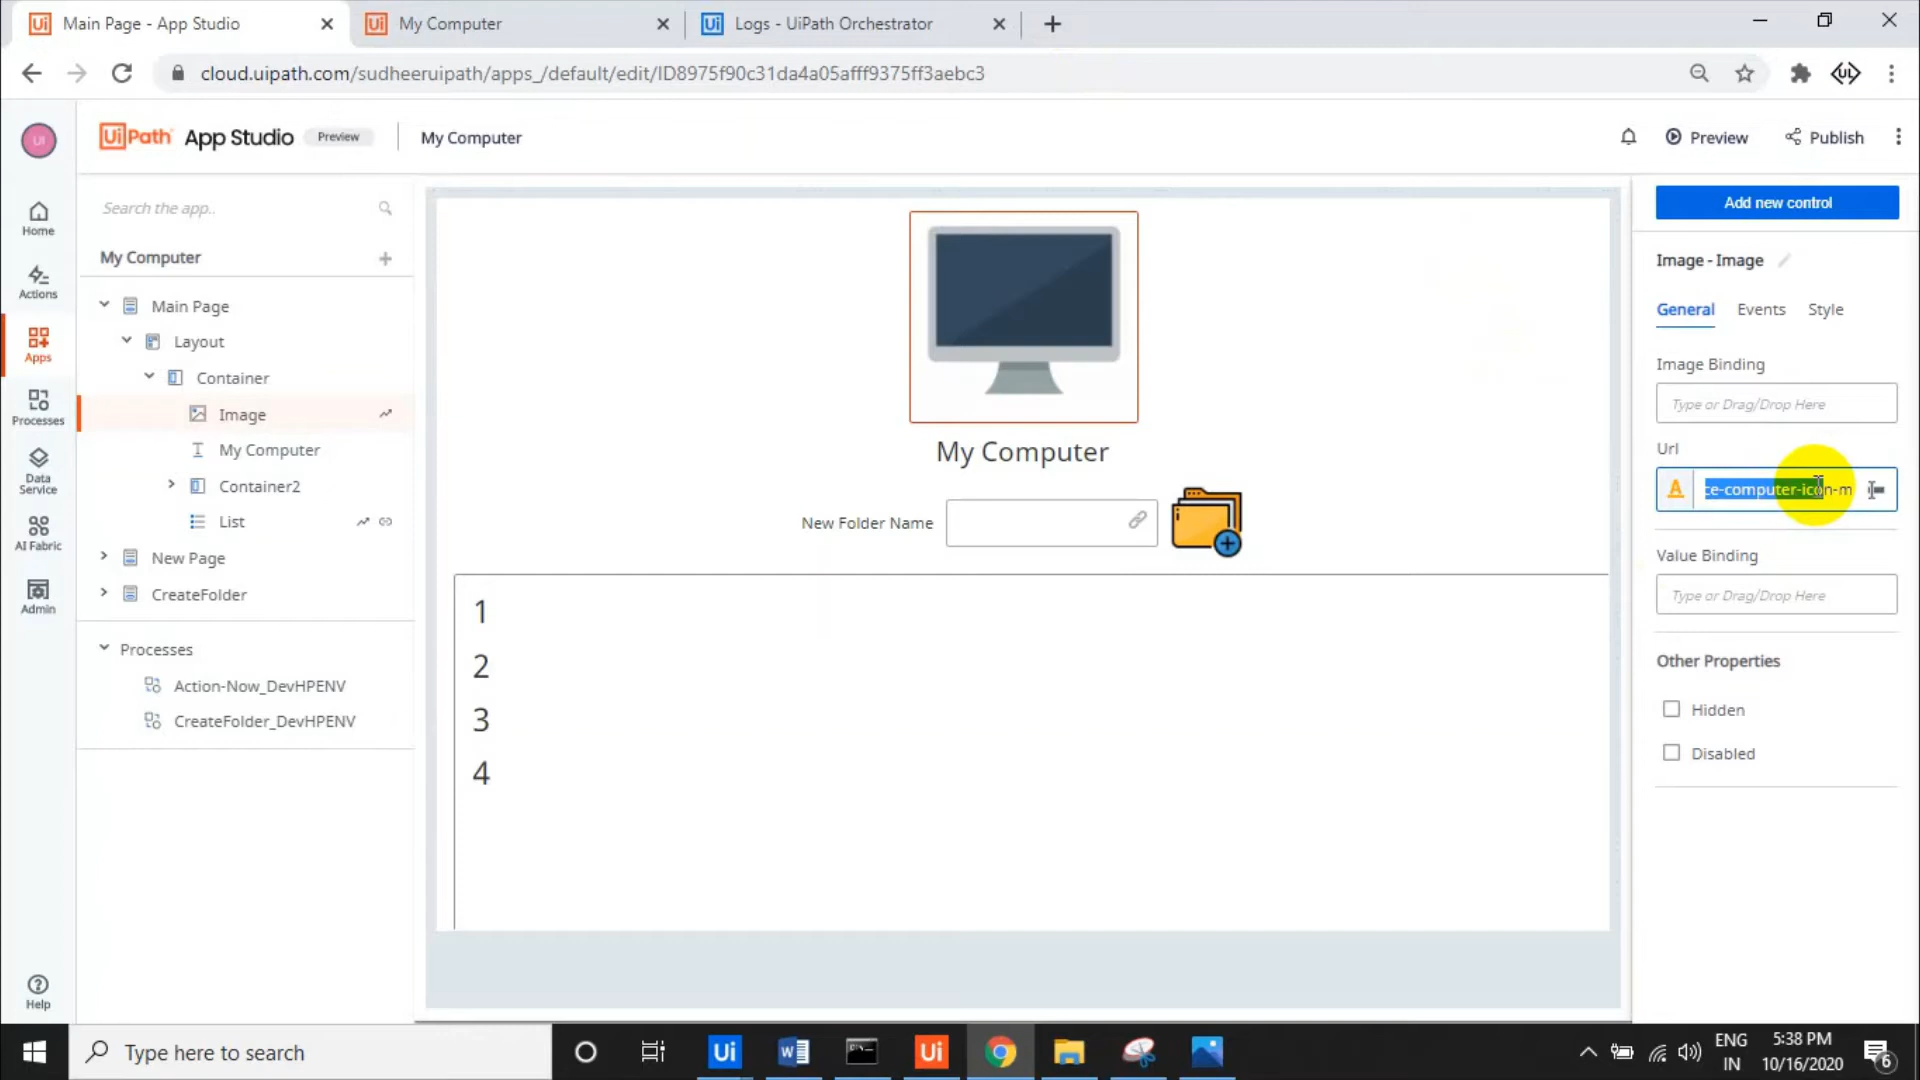 Main Page - App Studio
My Computer
Logs - UiPath Orchestrator
cloud.uipath.com/sudheeruipath/apps_/default/edit/ID8975f90c31da4a05afff9375ff3aebc3
UI
UiPath App Studio Preview
My Computer
Preview
Publish
Home
Actions
Apps
Processes
Data Service
AI Fabric
Admin
Help
Search the app..
My Computer
Main Page
Layout
Container
Image
My Computer
Container2
List
New Page
CreateFolder
Processes
Action-Now_DevHPENV
CreateFolder_DevHPENV
My Computer
New Folder Name
1
2
3
4
Add new control
Image - Image
General Events Style
Image Binding
Type or Drag/Drop Here
Url
ce-computer-icon-m
Value Binding
Type or Drag/Drop Here
Other Properties
Hidden
Disabled
Type here to search
ENG
IN
5:38 PM
10/16/2020
6